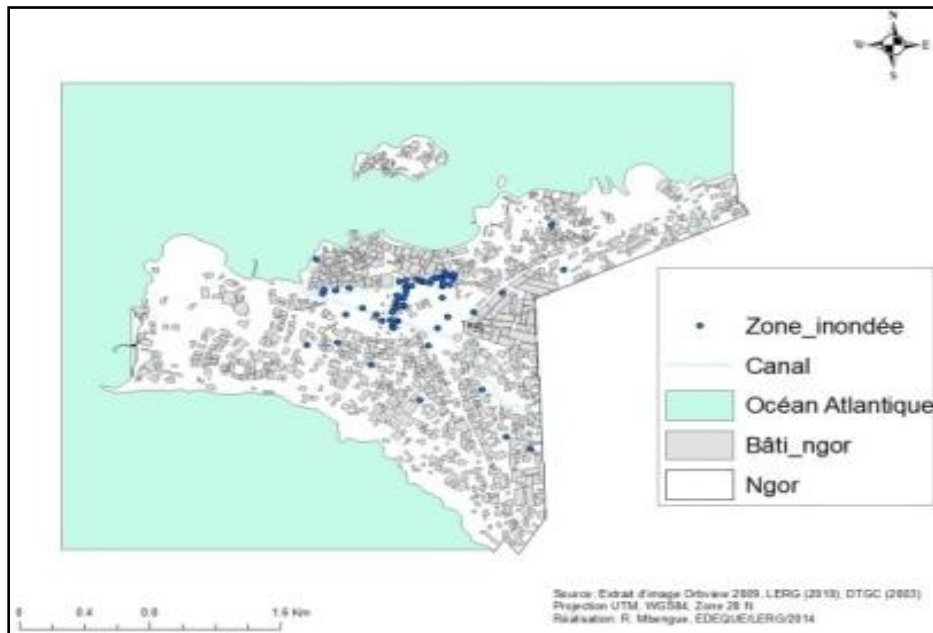 N
W E
S
Zone_inondée
Canal
Océan Atlantique
Bâti_ngor
Ngor
0 0.4 0.8 1.6 Km
Source: Extrait d'image Orbview 2009, LERG (2010), DTGC (2003)
Projection UTM, WGS84, Zone 28 N
Réalisation: R. Mbengue, EDEQUE/LERG/2014